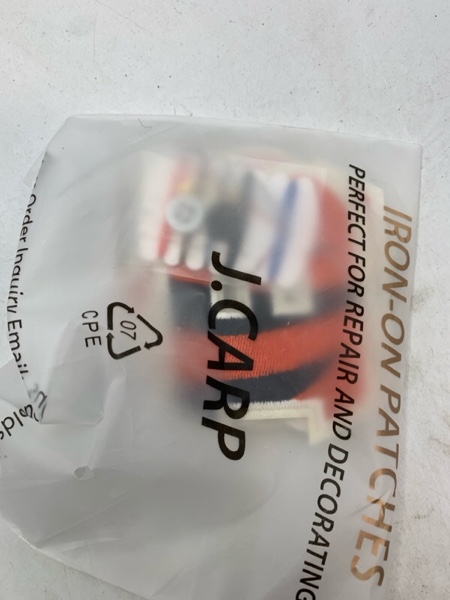 IRON-ON PATCHES
PERFECT FOR REPAIR AND DECORATING
J.CARP
07
CPE
Order Inquiry Email